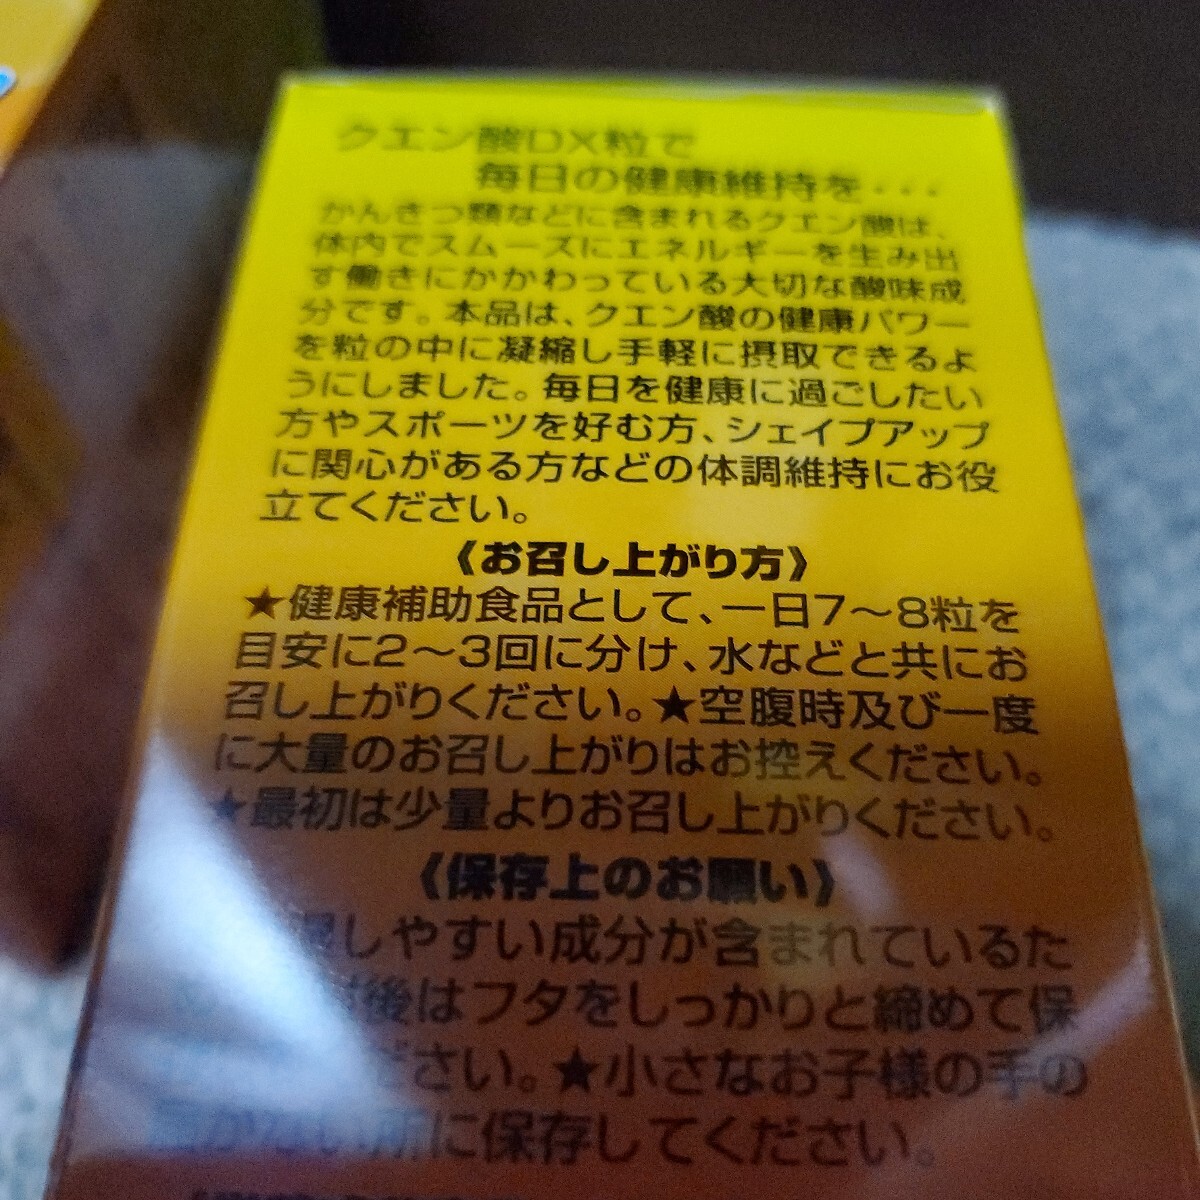 クエン酸DX粒で
毎日の健康維持を・・・
かんきつ類などに含まれるクエン酸は、
体内でスムーズにエネルギーを生み出
す働きにかかわっている大切な酸味成
分です。本品は、クエン酸の健康パワー
を粒の中に凝縮し手軽に摂取できるよ
うにしました。毎日を健康に過ごしたい
方やスポーツを好む方、シェイプアップ
に関心がある方などの体調維持にお役
立てください。
《お召し上がり方》
★健康補助食品として、一日7〜8粒を
目安に2〜3回に分け、水などと共にお
召し上がりください。★空腹時及び一度
に大量のお召し上がりはお控えください。
★最初は少量よりお召し上がりください。
《保存上のお願い》
湿しやすい成分が含まれているた
後はフタをしっかりと締めて保
ださい。★小さなお子様の手の
届かない所に保存してください。